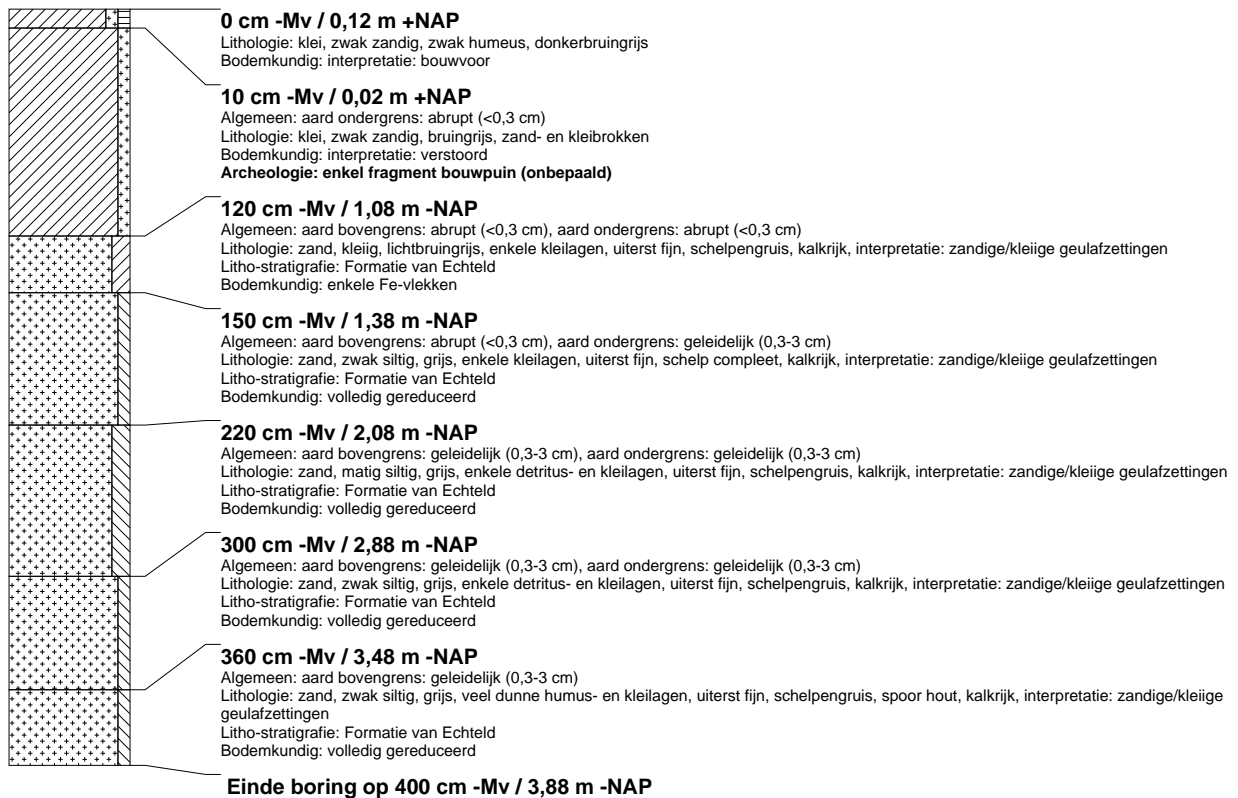 0 cm -Mv / 0,12 m +NAP
Lithologie: klei, zwak zandig, zwak humeus, donkerbruingrijs
Bodemkundig: interpretatie: bouwvoor
10 cm -Mv / 0,02 m +NAP
Algemeen: aard ondergrens: abrupt (<0,3 cm)
Lithologie: klei, zwak zandig, bruingrijs, zand- en kleibrokken
Bodemkundig: interpretatie: verstoord
Archeologie: enkel fragment bouwpuin (onbepaald)
120 cm -Mv / 1,08 m -NAP
Algemeen: aard bovengrens: abrupt (<0,3 cm), aard ondergrens: abrupt (<0,3 cm)
Lithologie: zand, kleiig, lichtbruingrijs, enkele kleilagen, uiterst fijn, schelpengruis, kalkrijk, interpretatie: zandige/kleiige geulafzettingen
Litho-stratigrafie: Formatie van Echteld
Bodemkundig: enkele Fe-vlekken
150 cm -Mv / 1,38 m -NAP
Algemeen: aard bovengrens: abrupt (<0,3 cm), aard ondergrens: geleidelijk (0,3-3 cm)
Lithologie: zand, zwak siltig, grijs, enkele kleilagen, uiterst fijn, schelp compleet, kalkrijk, interpretatie: zandige/kleiige geulafzettingen
Litho-stratigrafie: Formatie van Echteld
Bodemkundig: volledig gereduceerd
220 cm -Mv / 2,08 m -NAP
Algemeen: aard bovengrens: geleidelijk (0,3-3 cm), aard ondergrens: geleidelijk (0,3-3 cm)
Lithologie: zand, matig siltig, grijs, enkele detritus- en kleilagen, uiterst fijn, schelpengruis, kalkrijk, interpretatie: zandige/kleiige geulafzettingen
Litho-stratigrafie: Formatie van Echteld
Bodemkundig: volledig gereduceerd
300 cm -Mv / 2,88 m -NAP
Algemeen: aard bovengrens: geleidelijk (0,3-3 cm), aard ondergrens: geleidelijk (0,3-3 cm)
Lithologie: zand, zwak siltig, grijs, enkele detritus- en kleilagen, uiterst fijn, schelpengruis, kalkrijk, interpretatie: zandige/kleiige geulafzettingen
Litho-stratigrafie: Formatie van Echteld
Bodemkundig: volledig gereduceerd
360 cm -Mv / 3,48 m -NAP
Algemeen: aard bovengrens: geleidelijk (0,3-3 cm)
Lithologie: zand, zwak siltig, grijs, veel dunne humus- en kleilagen, uiterst fijn, schelpengruis, spoor hout, kalkrijk, interpretatie: zandige/kleiige
geulafzettingen
Litho-stratigrafie: Formatie van Echteld
Bodemkundig: volledig gereduceerd
Einde boring op 400 cm -Mv / 3,88 m -NAP